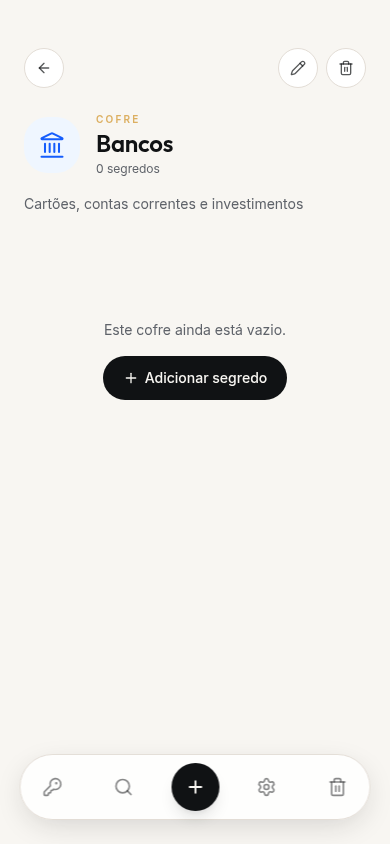 COFRE
Bancos
0 segredos
Cartões, contas correntes e investimentos
Este cofre ainda está vazio.
Adicionar segredo